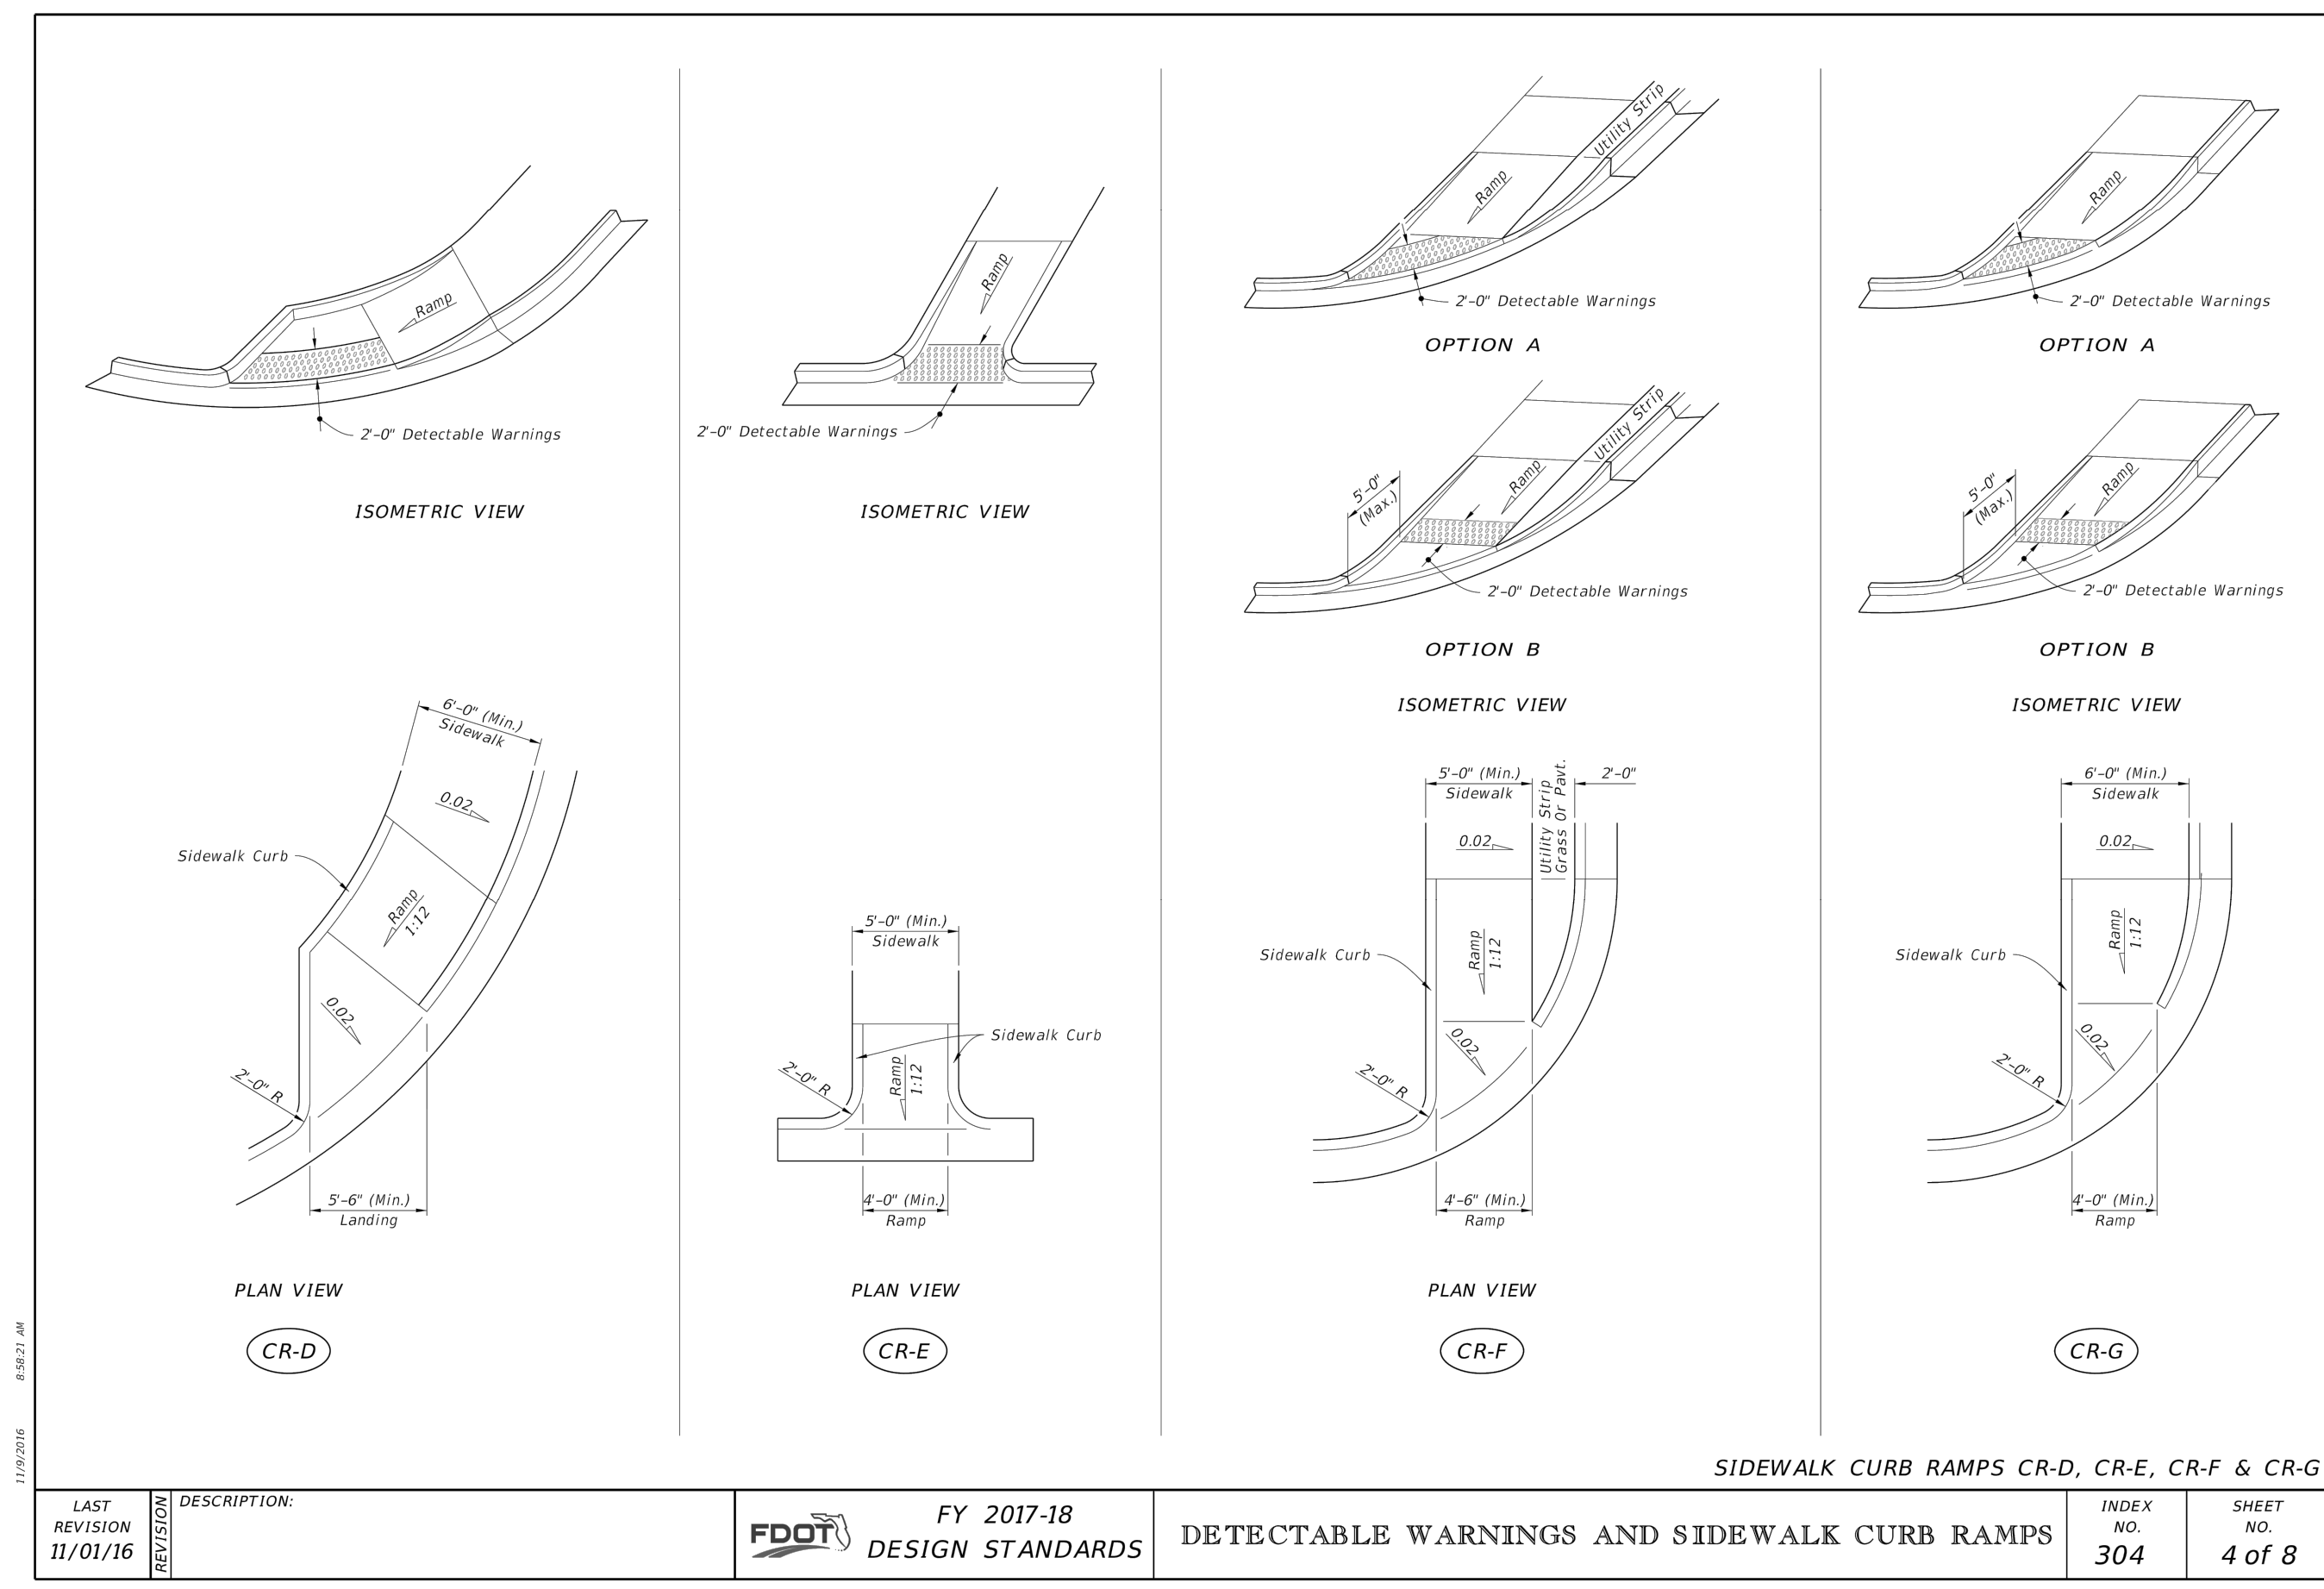 Ramp
2'-0" Detectable Warnings
ISOMETRIC VIEW
6'-0" (Min.)
Sidewalk
0.02
Sidewalk Curb
Ramp
1:12
0.02
2'-0" R
5'-6" (Min.)
Landing
PLAN VIEW
CR-D
Ramp
2'-0" Detectable Warnings
ISOMETRIC VIEW
5'-0" (Min.)
Sidewalk
Sidewalk Curb
2'-0" R
Ramp
1:12
4'-0" (Min.)
Ramp
PLAN VIEW
CR-E
Utility Strip
Ramp
2'-0" Detectable Warnings
OPTION A
Utility Strip
5'-0"
(Max.)
Ramp
2'-0" Detectable Warnings
OPTION B
ISOMETRIC VIEW
5'-0" (Min.)
Sidewalk
Utility Strip
Grass Or Pavt.
2'-0"
0.02
Sidewalk Curb
Ramp
1:12
0.02
2'-0" R
4'-6" (Min.)
Ramp
PLAN VIEW
CR-F
Ramp
2'-0" Detectable Warnings
OPTION A
5'-0"
(Max.)
Ramp
2'-0" Detectable Warnings
OPTION B
ISOMETRIC VIEW
6'-0" (Min.)
Sidewalk
0.02
Sidewalk Curb
Ramp
1:12
0.02
2'-0" R
4'-0" (Min.)
Ramp
CR-G
SIDEWALK CURB RAMPS CR-D, CR-E, CR-F & CR-G
11/9/2016 8:58:21 AM
LAST
REVISION
11/01/16
REVISION
DESCRIPTION:
FDOT
FY 2017-18
DESIGN STANDARDS
DETECTABLE WARNINGS AND SIDEWALK CURB RAMPS
INDEX
NO.
304
SHEET
NO.
4 of 8